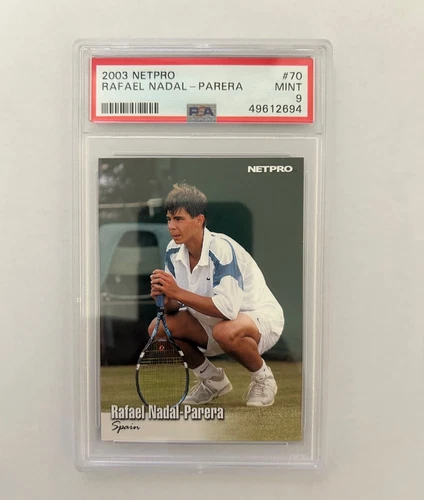 2003 NETPRO #70
RAFAEL NADAL-PARERA MINT
9
PSA 49612694
NETPRO
Rafael Nadal-Parera
Spain